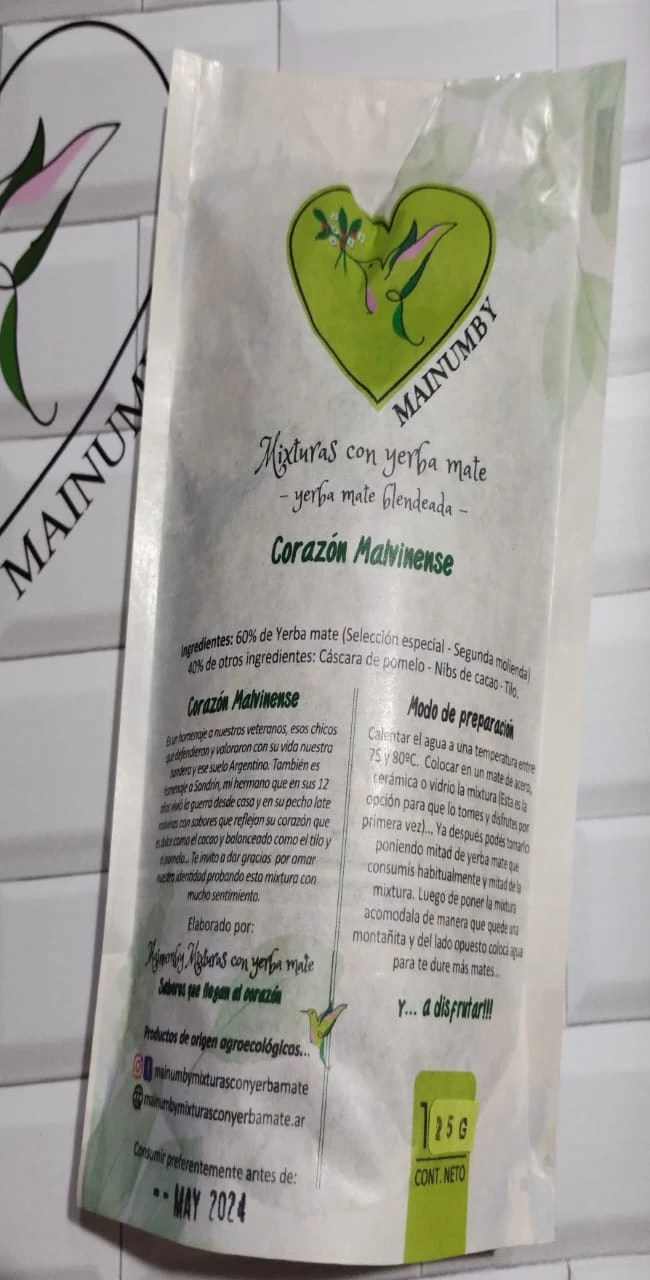 MAINUMBY
MAINUM
Mixturas con yerba mate
- yerba mate blendeada -
Corazón Malvinense
Ingredientes: 60% de Yerba mate (Selección especial - Segunda molienda)
40% de otros ingredientes: Cáscara de pomelo - Nibs de cacao - Tilo.
Corazón Malvinense
Es un homenaje a nuestros veteranos, esos chicos
que defendieron y valoraron con su vida nuestra
bandera y ese suelo Argentino. También es
homenaje a Sandrín, mi hermano que en sus 12
años vivió la guerra desde casa y en su pecho late
malvinas con sabores que reflejan su corazón que
es dulce como el cacao y balanceado como el tilo y
el pomelo... Te invito a dar gracias por amar
nuestra identidad probando esta mixtura con
mucho sentimiento.
Elaborado por:
Mainumby Mixturas con yerba mate
Sabores que llegan al corazón
Productos de origen agroecológicos...
mainumbymixturasconyerbamate
mainumbymixturasconyerbamate.ar
Consumir preferentemente antes de:
-- MAY 2024
Modo de preparación
Calentar el agua a una temperatura entre
75 y 80ºC. Colocar en un mate de acero,
cerámica o vidrio la mixtura (Esta es la
opción para que lo tomes y disfrutes por
primera vez)... Ya después podés tomarlo
poniendo mitad de yerba mate que
consumís habitualmente y mitad de la
mixtura. Luego de poner la mixtura
acomodala de manera que quede una
montañita y del lado opuesto colocá agua
para te dure más mates...
Y... a disfrutar!!!
125 G
CONT. NETO